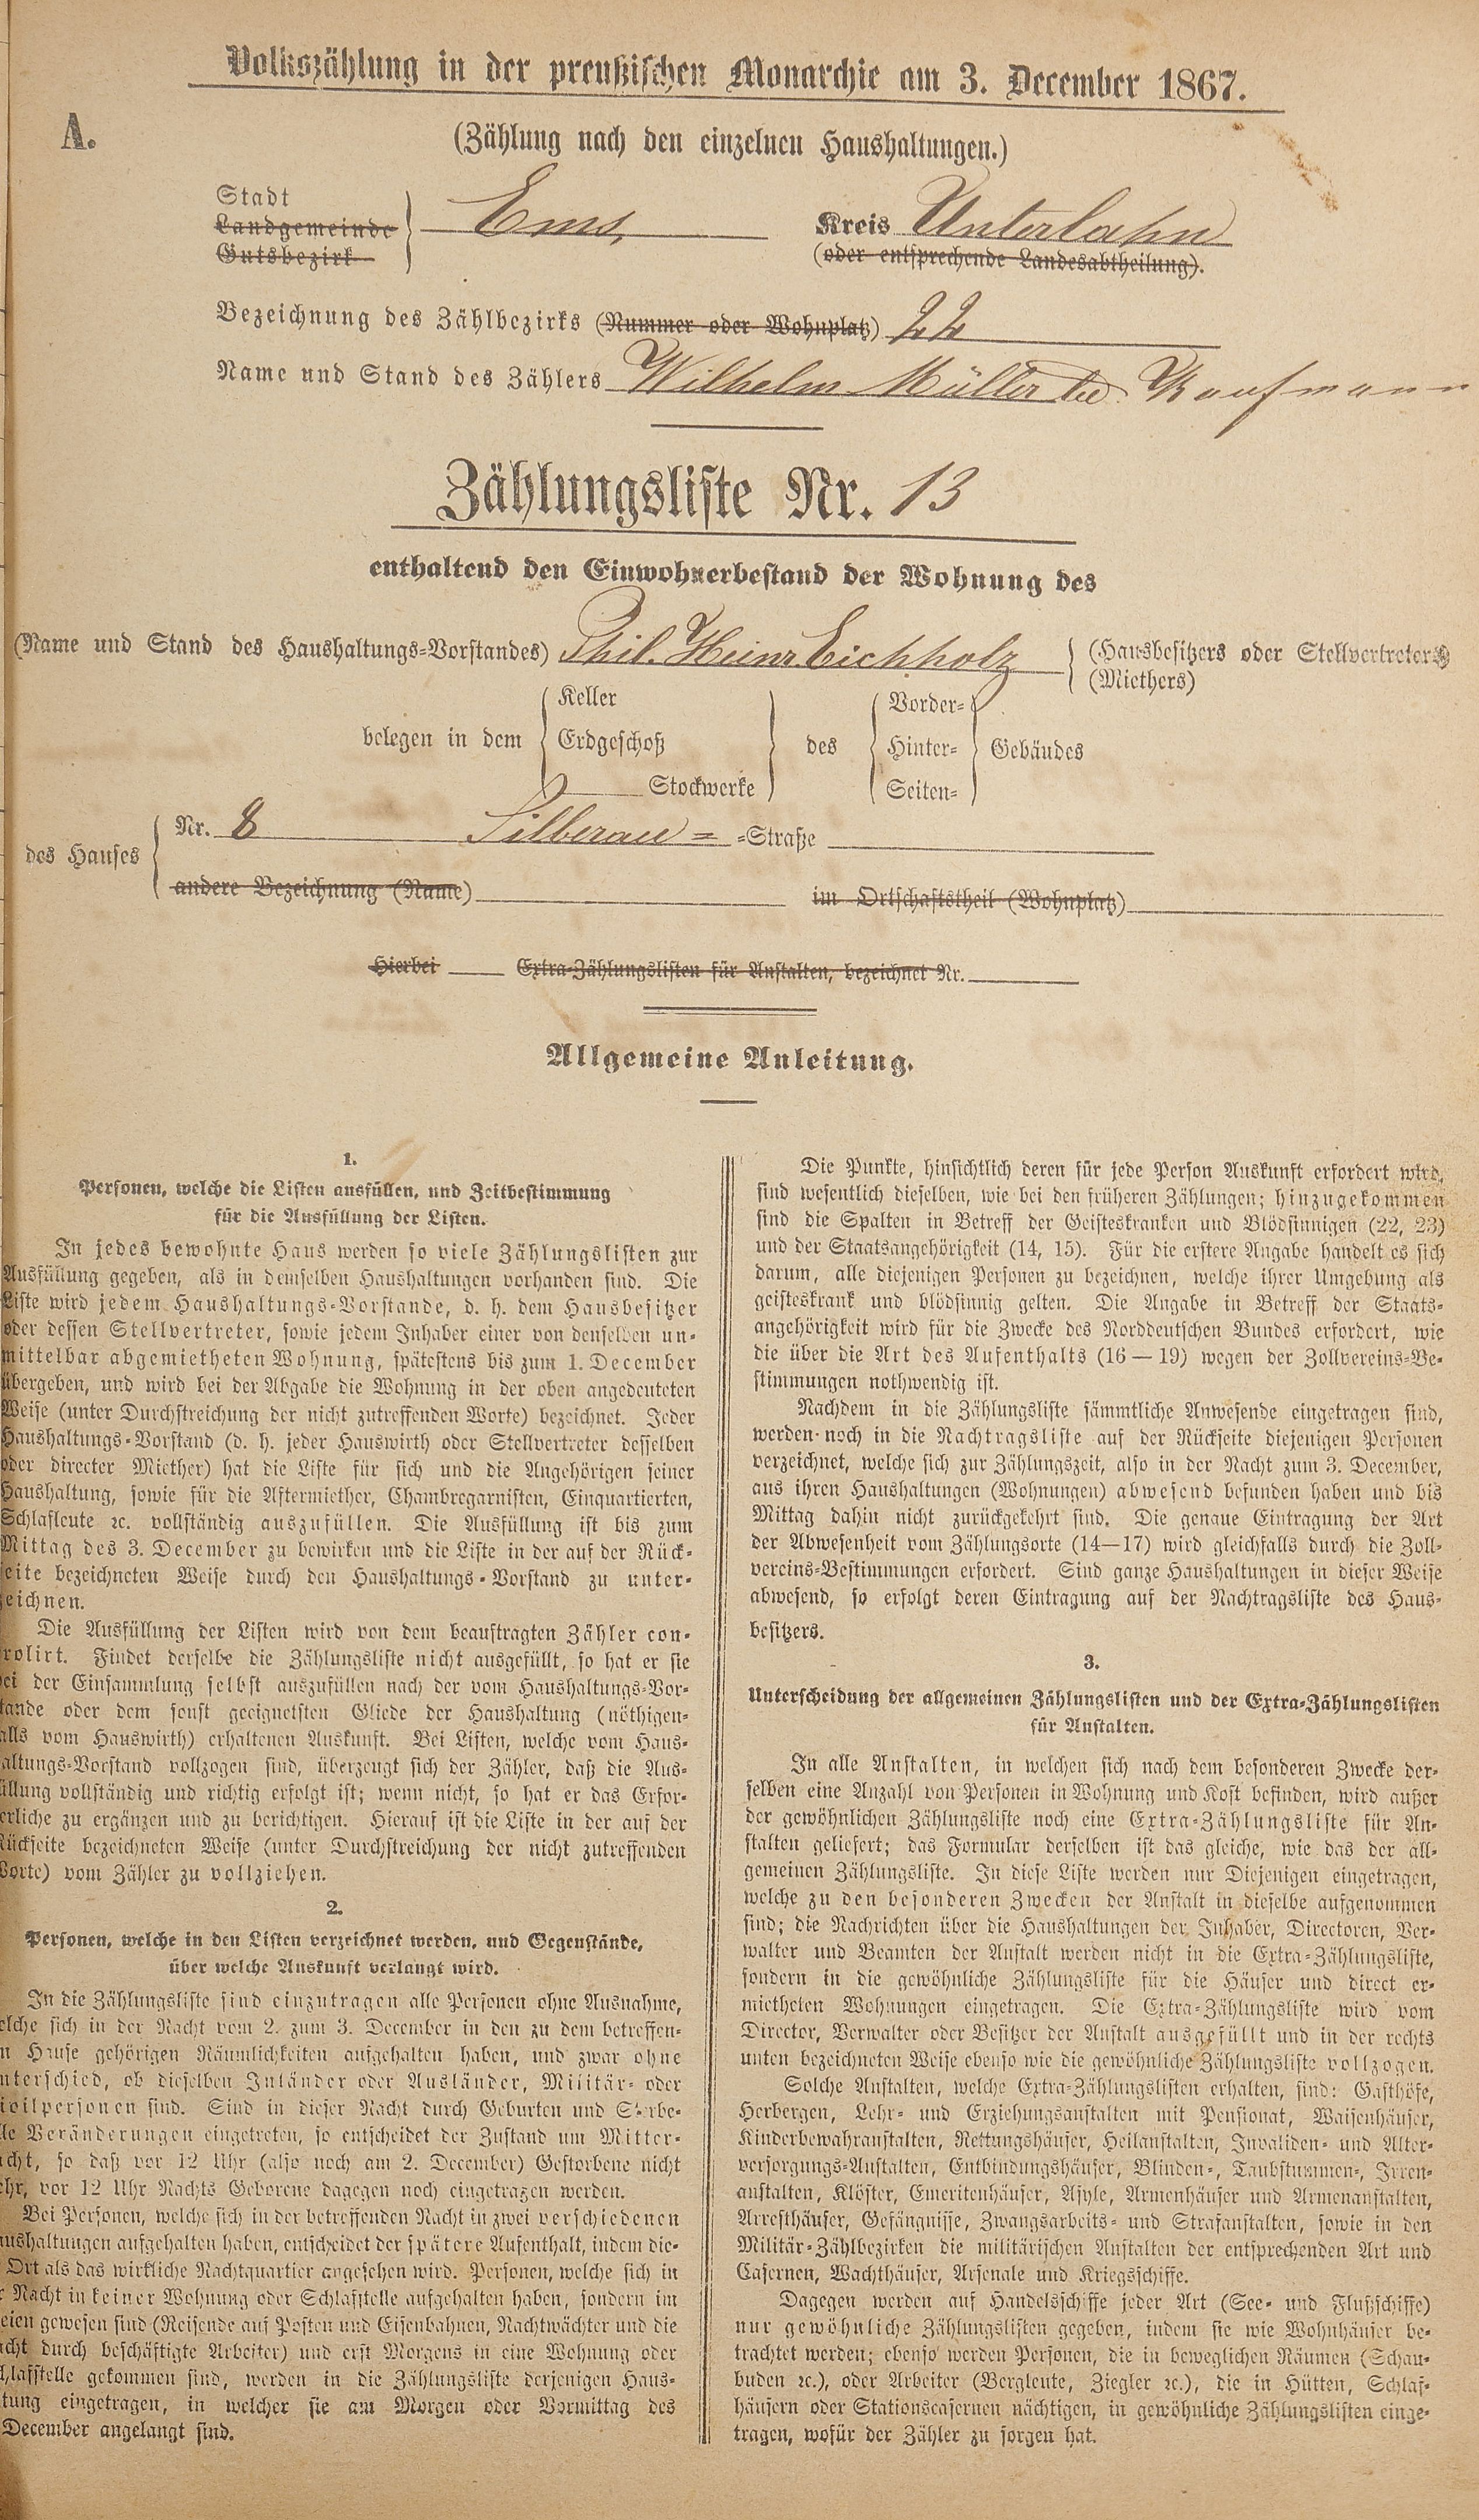 Volkszählung in der preußischen Monarchie am 3. December 1867.
A.
(Zählung nach den einzelnen Haushaltungen.)
Stadt
Landgemeinde
Gutsbezirk
Ems,
Kreis Unterlahn
(oder entsprechende Landesabtheilung).
Bezeichnung des Zählbezirks (Nummer oder Wohnplatz) 22
Name und Stand des Zählers Wilhelm Müller Kaufmann
Zählungsliste Nr. 13
enthaltend den Einwohnerbestand der Wohnung des
(Name und Stand des Haushaltungs-Vorstandes) Phil. Heinr. Eichholz
(Hausbesitzers oder Stellvertreters)
(Miethers)
belegen in dem
Keller
Erdgeschoß
Stockwerke
des
Vorder-
Hinter-
Seiten-
Gebäudes
des Hauses
Nr. 8 Silberau= -Straße
andere Bezeichnung (Name) im Ortschaftstheil (Wohnplatz)
Hierbei Extra-Zählungslisten für Anstalten, bezeichnet Nr.
Allgemeine Anleitung.
1.
Personen, welche die Listen ausfüllen, und Zeitbestimmung
für die Ausfüllung der Listen.
In jedes bewohnte Haus werden so viele Zählungslisten zur
Ausfüllung gegeben, als in demselben Haushaltungen vorhanden sind. Die
Liste wird jedem Haushaltungs-Vorstande, d. h. dem Hausbesitzer
oder dessen Stellvertreter, sowie jedem Inhaber einer von denselben un-
mittelbar abgemietheten Wohnung, spätestens bis zum 1. December
übergeben, und wird bei der Abgabe die Wohnung in der oben angedeuteten
Weise (unter Durchstreichung der nicht zutreffenden Worte) bezeichnet. Jeder
Haushaltungs-Vorstand (d. h. jeder Hauswirth oder Stellvertreter desselben
oder directer Miether) hat die Liste für sich und die Angehörigen seiner
Haushaltung, sowie für die Aftermiether, Chambregarnisten, Einquartierten,
Schlafleute ꝛc. vollständig auszufüllen. Die Ausfüllung ist bis zum
Mittag des 3. December zu bewirken und die Liste in der auf der Rück-
seite bezeichneten Weise durch den Haushaltungs-Vorstand zu unter-
zeichnen.
Die Ausfüllung der Listen wird von dem beauftragten Zähler con-
trolirt. Findet derselbe die Zählungsliste nicht ausgefüllt, so hat er sie
bei der Einsammlung selbst auszufüllen nach der vom Haushaltungs-Vor-
stande oder dem sonst geeignetsten Gliede der Haushaltung (nöthigen-
falls vom Hauswirth) erhaltenen Auskunft. Bei Listen, welche vom Haus-
haltungs-Vorstand vollzogen sind, überzeugt sich der Zähler, daß die Aus-
füllung vollständig und richtig erfolgt ist; wenn nicht, so hat er das Erfor-
derliche zu ergänzen und zu berichtigen. Hierauf ist die Liste in der auf der
Rückseite bezeichneten Weise (unter Durchstreichung der nicht zutreffenden
Worte) vom Zähler zu vollziehen.
2.
Personen, welche in den Listen verzeichnet werden, und Gegenstände,
über welche Auskunft verlangt wird.
In die Zählungsliste sind einzutragen alle Personen ohne Ausnahme,
welche sich in der Nacht vom 2. zum 3. December in den zu dem betreffen-
den Hause gehörigen Räumlichkeiten aufgehalten haben, und zwar ohne
Unterschied, ob dieselben Inländer oder Ausländer, Militär- oder
Civilpersonen sind. Sind in dieser Nacht durch Geburten und Sterbe-
fälle Veränderungen eingetreten, so entscheidet der Zustand um Mitter-
nacht, so daß vor 12 Uhr (also noch am 2. December) Gestorbene nicht
mehr, vor 12 Uhr Nachts Geborene dagegen noch eingetragen werden.
Bei Personen, welche sich in der betreffenden Nacht in zwei verschiedenen
Haushaltungen aufgehalten haben, entscheidet der spätere Aufenthalt, indem die-
ser Ort als das wirkliche Nachtquartier angesehen wird. Personen, welche sich in
der Nacht in keiner Wohnung oder Schlafstelle aufgehalten haben, sondern im
Freien gewesen sind (Reisende auf Posten und Eisenbahnen, Nachtwächter und die
Nacht durch beschäftigte Arbeiter) und erst Morgens in eine Wohnung oder
Schlafstelle gekommen sind, werden in die Zählungsliste derjenigen Haus-
haltung eingetragen, in welcher sie am Morgen oder Vormittag des
December angelangt sind.
Die Punkte, hinsichtlich deren für jede Person Auskunft erfordert wird,
sind wesentlich dieselben, wie bei den früheren Zählungen; hinzugekommen
sind die Spalten in Betreff der Geisteskranken und Blödsinnigen (22, 23)
und der Staatsangehörigkeit (14, 15). Für die erstere Angabe handelt es sich
darum, alle diejenigen Personen zu bezeichnen, welche ihrer Umgebung als
geisteskrank und blödsinnig gelten. Die Angabe in Betreff der Staats-
angehörigkeit wird für die Zwecke des Norddeutschen Bundes erfordert, wie
die über die Art des Aufenthalts (16—19) wegen der Zollvereins-Be-
stimmungen nothwendig ist.
Nachdem in die Zählungsliste sämmtliche Anwesende eingetragen sind,
werden noch in die Nachtragsliste auf der Rückseite diejenigen Personen
verzeichnet, welche sich zur Zählungszeit, also in der Nacht zum 3. December,
aus ihren Haushaltungen (Wohnungen) abwesend befunden haben und bis
Mittag dahin nicht zurückgekehrt sind. Die genaue Eintragung der Art
der Abwesenheit vom Zählungsorte (14—17) wird gleichfalls durch die Zoll-
vereins-Bestimmungen erfordert. Sind ganze Haushaltungen in dieser Weise
abwesend, so erfolgt deren Eintragung auf der Nachtragsliste des Haus-
besitzers.
3.
Unterscheidung der allgemeinen Zählungslisten und der Extra-Zählungslisten
für Anstalten.
In alle Anstalten, in welchen sich nach dem besonderen Zwecke der-
selben eine Anzahl von Personen in Wohnung und Kost befinden, wird außer
der gewöhnlichen Zählungsliste noch eine Extra-Zählungsliste für An-
stalten geliefert; das Formular derselben ist das gleiche, wie das der all-
gemeinen Zählungsliste. In diese Liste werden nur Diejenigen eingetragen,
welche zu den besonderen Zwecken der Anstalt in dieselbe aufgenommen
sind; die Nachrichten über die Haushaltungen der Inhaber, Directoren, Ver-
walter und Beamten der Anstalt werden nicht in die Extra-Zählungsliste,
sondern in die gewöhnliche Zählungsliste für die Häuser und direct er-
mietheten Wohnungen eingetragen. Die Extra-Zählungsliste wird vom
Director, Verwalter oder Besitzer der Anstalt ausgefüllt und in der rechts
unten bezeichneten Weise ebenso wie die gewöhnliche Zählungsliste vollzogen.
Solche Anstalten, welche Extra-Zählungslisten erhalten, sind: Gasthöfe,
Herbergen, Lehr- und Erziehungsanstalten mit Pensionat, Waisenhäuser,
Kinderbewahranstalten, Rettungshäuser, Heilanstalten, Invaliden- und Alter-
versorgungs-Anstalten, Entbindungshäuser, Blinden-, Taubstummen-, Irren-
anstalten, Klöster, Emeritenhäuser, Asyle, Armenhäuser und Armenanstalten,
Arresthäuser, Gefängnisse, Zwangsarbeits- und Strafanstalten, sowie in den
Militär-Zählbezirken die militärischen Anstalten der entsprechenden Art und
Casernen, Wachthäuser, Arsenale und Kriegsschiffe.
Dagegen werden auf Handelsschiffe jeder Art (See- und Flußschiffe)
nur gewöhnliche Zählungslisten gegeben, indem sie wie Wohnhäuser be-
trachtet werden; ebenso werden Personen, die in beweglichen Räumen (Schau-
buden ꝛc.), oder Arbeiter (Bergleute, Ziegler ꝛc.), die in Hütten, Schlaf-
häusern oder Stationscasernen nächtigen, in gewöhnliche Zählungslisten einge-
tragen, wofür der Zähler zu sorgen hat.